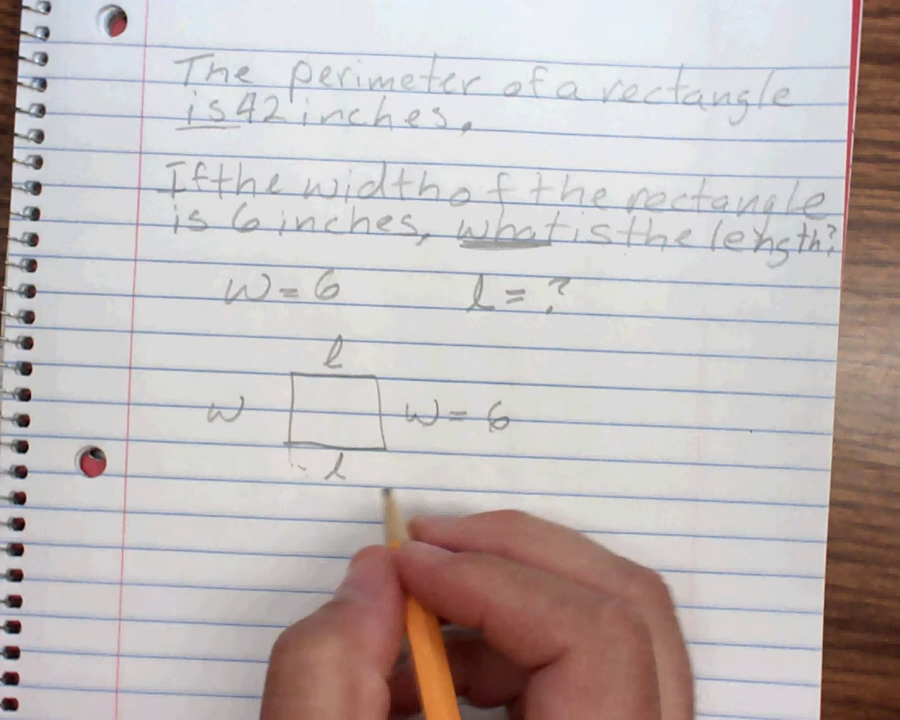 The perimeter of a rectangle
is 42 inches.
If the width of the rectangle
is 6 inches, what is the length?
w = 6 l = ?
l
w w = 6
l